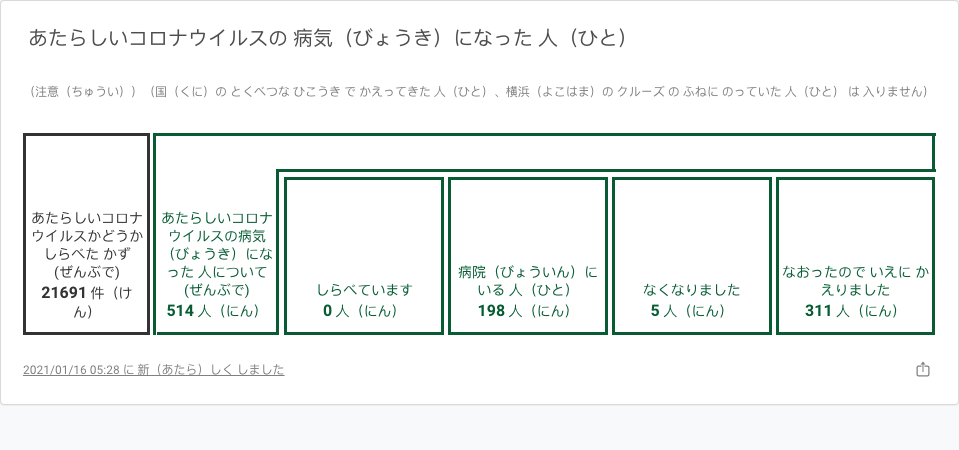 あたらしいコロナウイルスの 病気（びょうき）になった 人（ひと）
（注意（ちゅうい））（国（くに）の とくべつな ひこうき で かえってきた 人（ひと）、横浜（よこはま）の クルーズ の ふねに のっていた 人（ひと） は 入りません）
あたらしいコロナ
ウイルスかどうか
しらべた かず
(ぜんぶで)
21691 件（け
ん）
あたらしいコロナ
ウイルスの病気
（びょうき）にな
った 人について
(ぜんぶで)
514 人（にん）
しらべています
0 人（にん）
病院（びょういん）に
いる 人（ひと）
198 人（にん）
なくなりました
5 人（にん）
なおったので いえに か
えりました
311 人（にん）
2021/01/16 05:28 に 新（あたら）しく しました